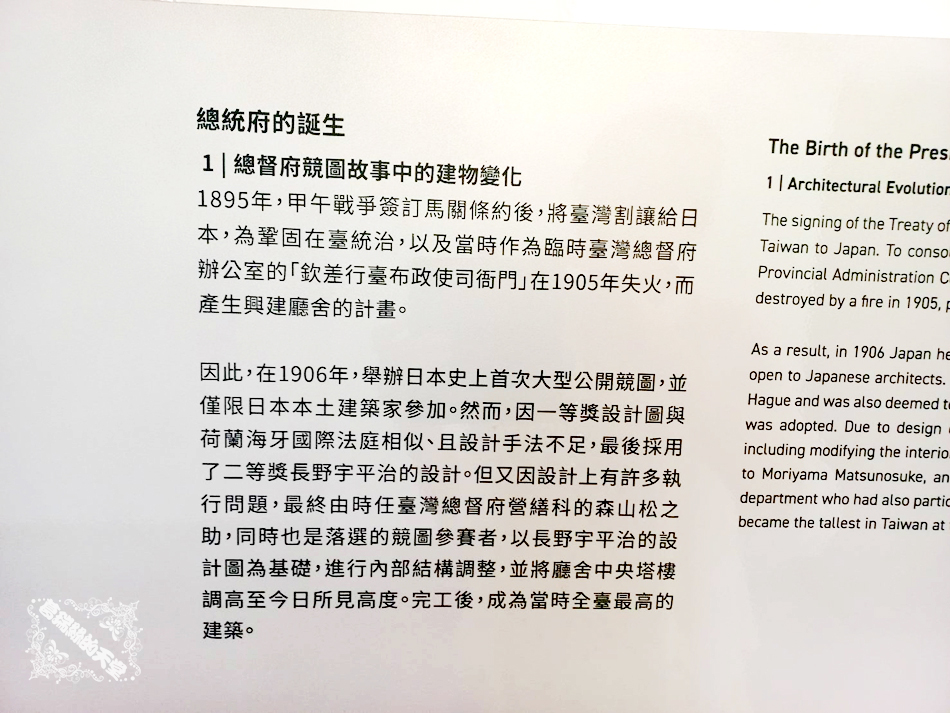 總統府的誕生
1｜總督府競圖故事中的建物變化
1895年，甲午戰爭簽訂馬關條約後，將臺灣割讓給日
本，為鞏固在臺統治，以及當時作為臨時臺灣總督府
辦公室的「欽差行臺布政使司衙門」在1905年失火，而
產生興建廳舍的計畫。
因此，在1906年，舉辦日本史上首次大型公開競圖，並
僅限日本本土建築家參加。然而，因一等獎設計圖與
荷蘭海牙國際法庭相似、且設計手法不足，最後採用
了二等獎長野宇平治的設計。但又因設計上有許多執
行問題，最終由時任臺灣總督府營繕科的森山松之
助，同時也是落選的競圖參賽者，以長野宇平治的設
計圖為基礎，進行內部結構調整，並將廳舍中央塔樓
調高至今日所見高度。完工後，成為當時全臺最高的
建築。
The Birth of the Pres
1 | Architectural Evolution
The signing of the Treaty of
Taiwan to Japan. To conso
Provincial Administration C
destroyed by a fire in 1905, p
As a result, in 1906 Japan he
open to Japanese architects.
Hague and was also deemed t
was adopted. Due to design
including modifying the interio
to Moriyama Matsunosuke, an
department who had also partic
became the tallest in Taiwan at